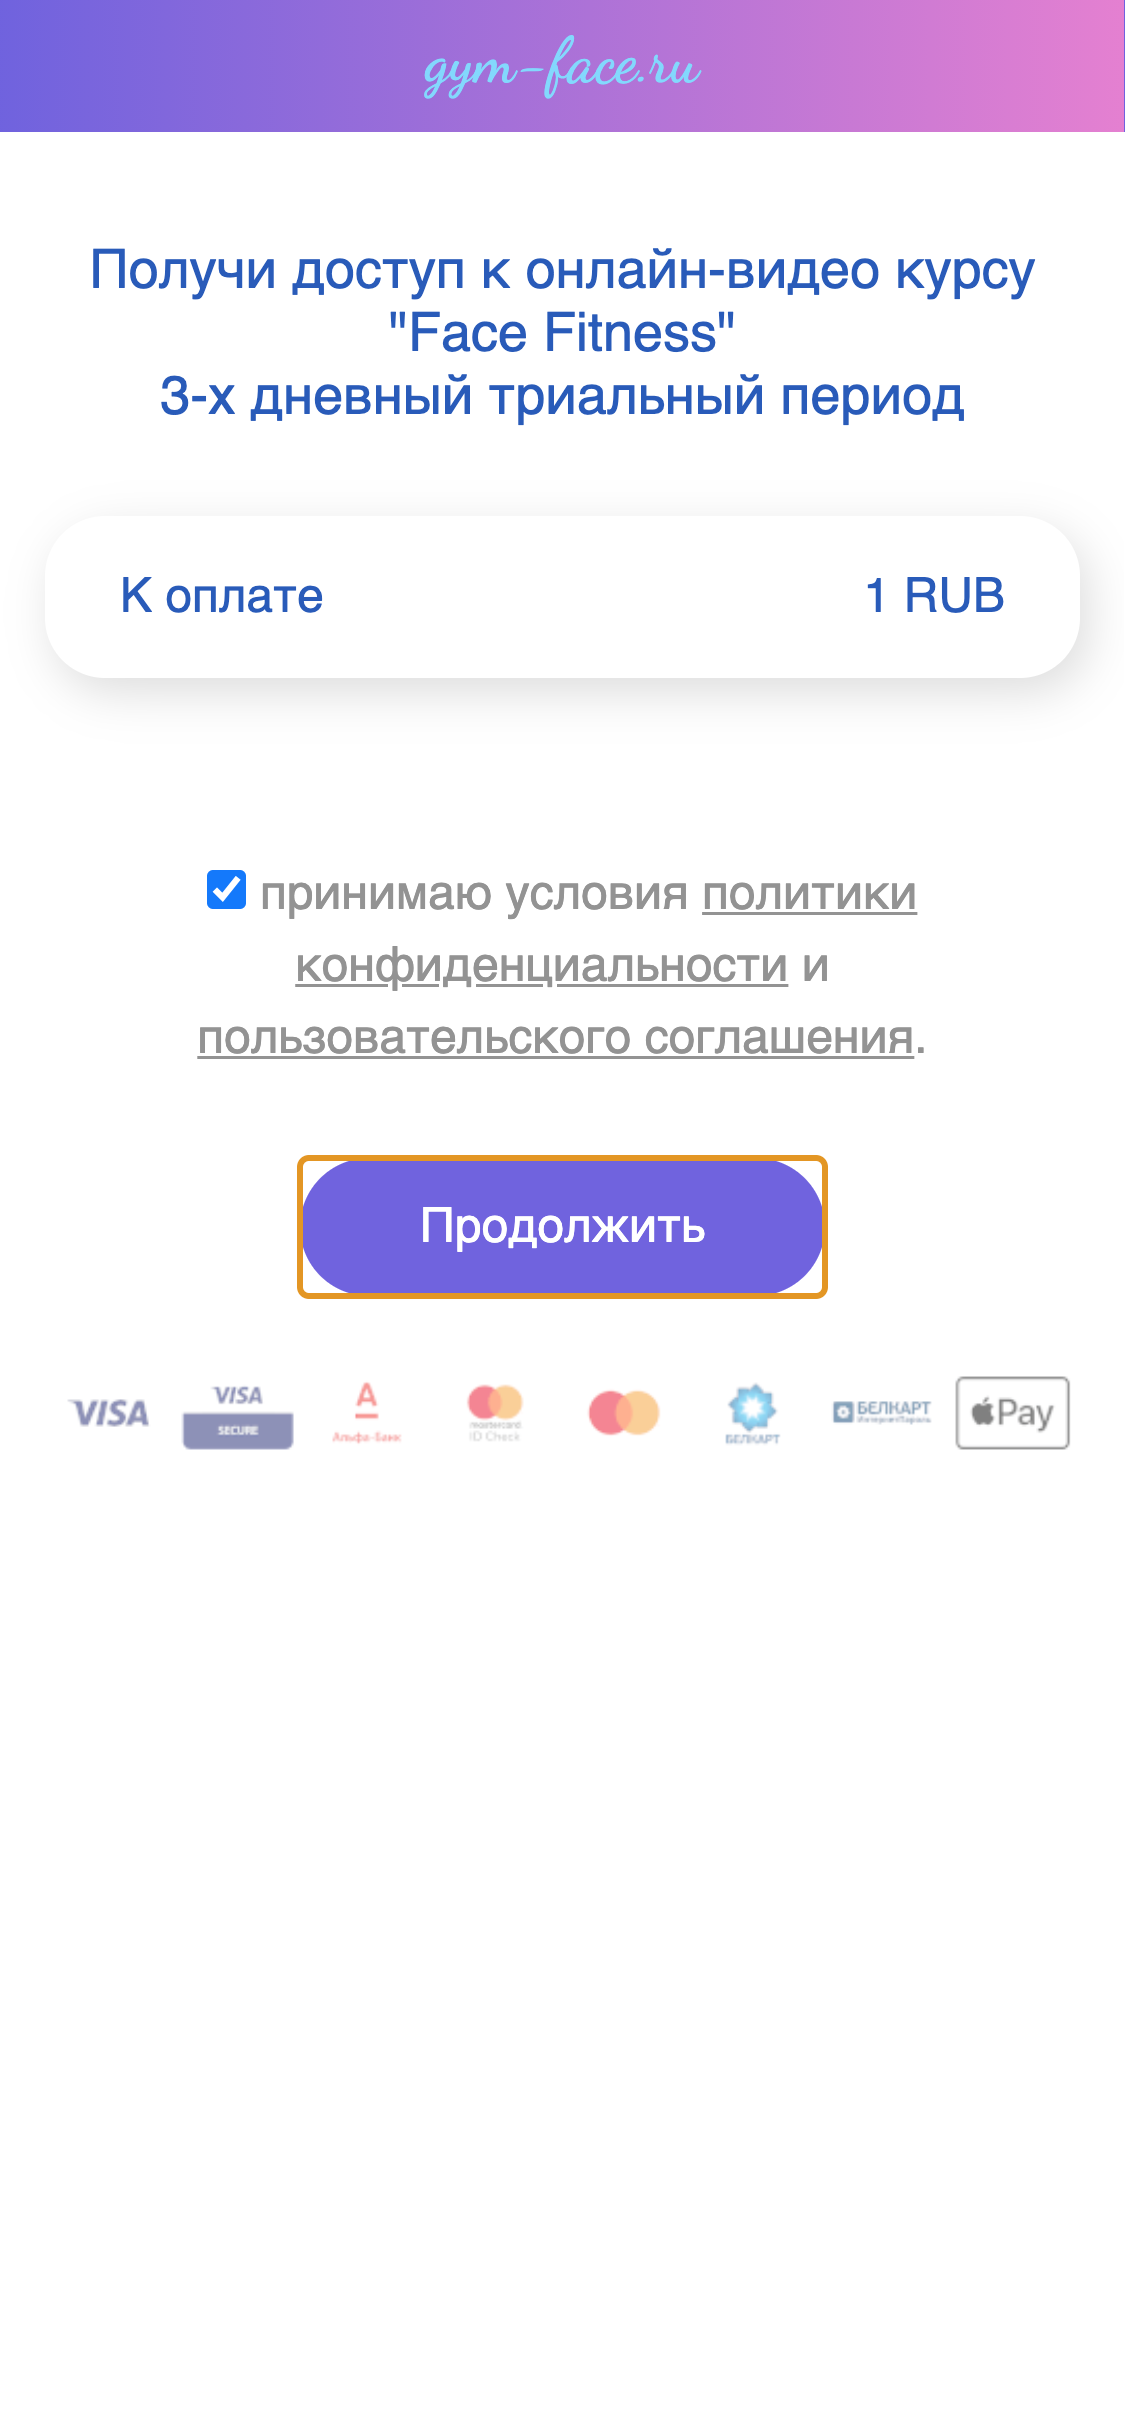 gym-face.ru
Получи доступ к онлайн-видео курсу
"Face Fitness"
3-х дневный триальный период
К оплате 1 RUB
принимаю условия политики
конфиденциальности и
пользовательского соглашения.
Продолжить
VISA
VISA
SECURE
А
Альфа-Банк
mastercard
ID Check
БЕЛКАРТ
БЕЛКАРТ
ИнтернетПароль
Pay